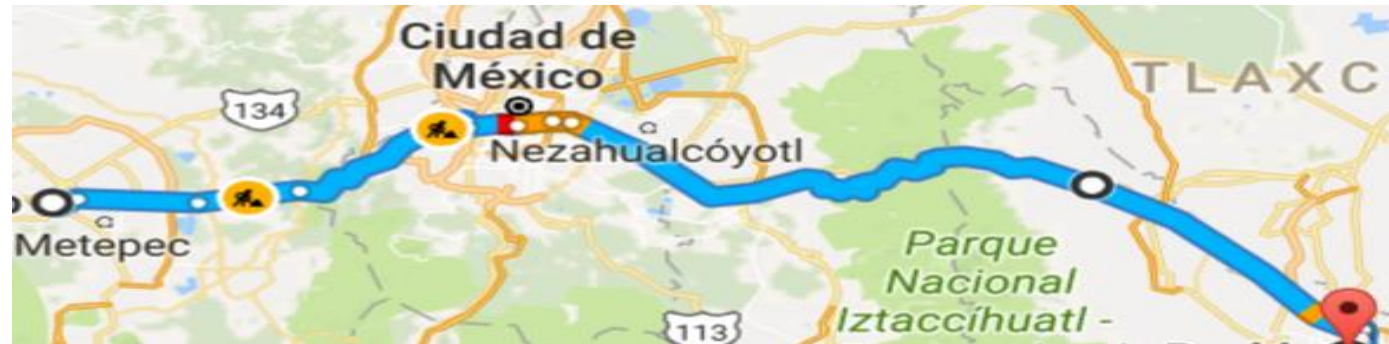 Ciudad de
México
TLAXC
134
Nezahualcóyotl
Metepec
Parque
Nacional
Iztaccíhuatl -
113